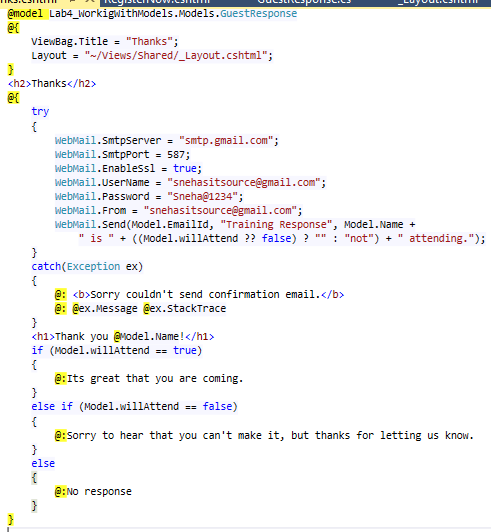 RegisterNow.cshtml GuestResponse.cs _Layout.cshtml
@model Lab4_WorkigWithModels.Models.GuestResponse
@{
ViewBag.Title = "Thanks";
Layout = "~/Views/Shared/_Layout.cshtml";
}
<h2>Thanks</h2>
@{
try
{
WebMail.SmtpServer = "smtp.gmail.com";
WebMail.SmtpPort = 587;
WebMail.EnableSsl = true;
WebMail.UserName = "snehasitsource@gmail.com";
WebMail.Password = "Sneha@1234";
WebMail.From = "snehasitsource@gmail.com";
WebMail.Send(Model.EmailId, "Training Response", Model.Name +
" is " + ((Model.willAttend ?? false) ? "" : "not") + " attending.");
}
catch(Exception ex)
{
@: <b>Sorry couldn't send confirmation email.</b>
@: @ex.Message @ex.StackTrace
}
<h1>Thank you @Model.Name!</h1>
if (Model.willAttend == true)
{
@:Its great that you are coming.
}
else if (Model.willAttend == false)
{
@:Sorry to hear that you can't make it, but thanks for letting us know.
}
else
{
@:No response
}
}